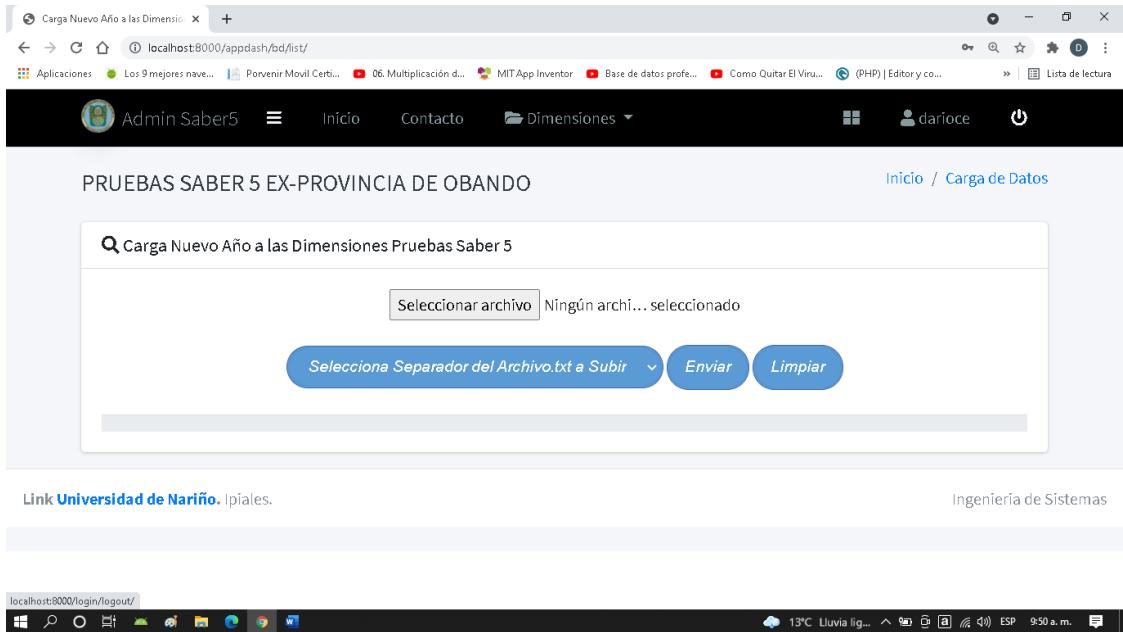 Carga Nuevo Año a las Dimensio
localhost:8000/appdash/bd/list/
D
Aplicaciones
Los 9 mejores nave...
Porvenir Movil Certi...
06. Multiplicación d...
MIT App Inventor
Base de datos profe...
Como Quitar El Viru...
(PHP) | Editor y co...
»
Lista de lectura
Admin Saber5
Inicio
Contacto
Dimensiones
darioce
PRUEBAS SABER 5 EX-PROVINCIA DE OBANDO
Inicio / Carga de Datos
Carga Nuevo Año a las Dimensiones Pruebas Saber 5
Seleccionar archivo Ningún archi... seleccionado
Selecciona Separador del Archivo.txt a Subir
Enviar
Limpiar
Link Universidad de Nariño. Ipiales.
Ingenieria de Sistemas
localhost:8000/login/logout/
13°C Lluvia lig...
ESP
9:50 a. m.